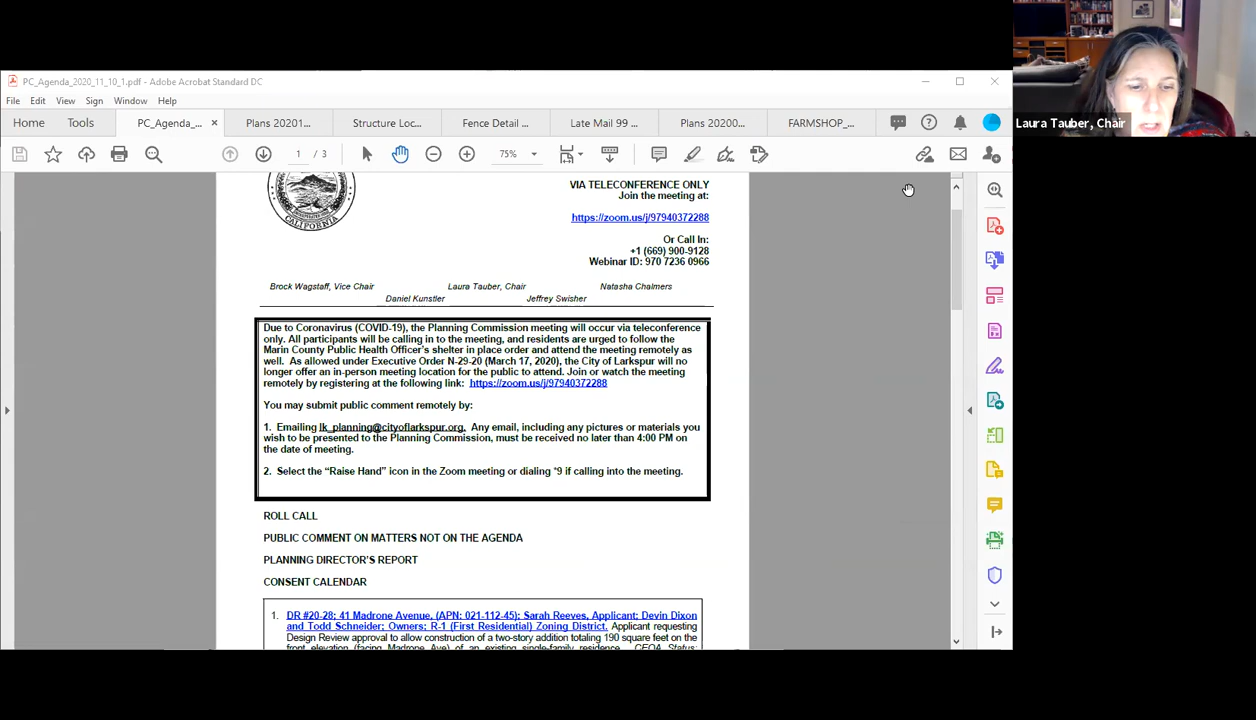 PC_Agenda_2020_11_10_1.pdf - Adobe Acrobat Standard DC
File Edit View Sign Window Help
Home Tools PC_Agenda_... × Plans 20201... Structure Loc... Fence Detail ... Late Mail 99 ... Plans 20200... FARMSHOP_...
1 / 3 75%
Laura Tauber, Chair
CALIFORNIA
VIA TELECONFERENCE ONLY
Join the meeting at:
https://zoom.us/j/97940372288
Or Call In:
+1 (669) 900-9128
Webinar ID: 970 7236 0966
Brock Wagstaff, Vice Chair Laura Tauber, Chair Natasha Chalmers
Daniel Kunstler Jeffrey Swisher
Due to Coronavirus (COVID-19), the Planning Commission meeting will occur via teleconference
only. All participants will be calling in to the meeting, and residents are urged to follow the
Marin County Public Health Officer's shelter in place order and attend the meeting remotely as
well. As allowed under Executive Order N-29-20 (March 17, 2020), the City of Larkspur will no
longer offer an in-person meeting location for the public to attend. Join or watch the meeting
remotely by registering at the following link: https://zoom.us/j/97940372288
You may submit public comment remotely by:
1. Emailing lk_planning@cityoflarkspur.org. Any email, including any pictures or materials you
wish to be presented to the Planning Commission, must be received no later than 4:00 PM on
the date of meeting.
2. Select the “Raise Hand” icon in the Zoom meeting or dialing *9 if calling into the meeting.
ROLL CALL
PUBLIC COMMENT ON MATTERS NOT ON THE AGENDA
PLANNING DIRECTOR'S REPORT
CONSENT CALENDAR
1. DR #20-28; 41 Madrone Avenue, (APN: 021-112-45); Sarah Reeves, Applicant; Devin Dixon
and Todd Schneider; Owners; R-1 (First Residential) Zoning District. Applicant requesting
Design Review approval to allow construction of a two-story addition totaling 190 square feet on the
front elevation (facing Madrone Ave) of an existing single-family residence. CEQA Status: